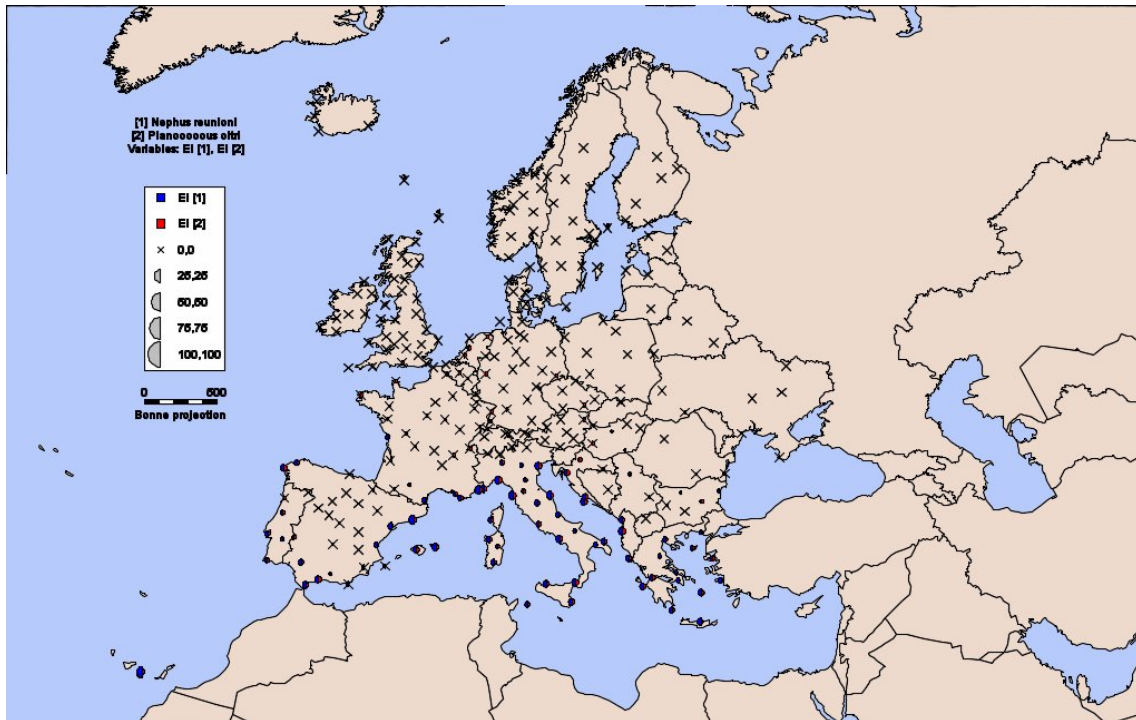 [1] Nephus reunioni
[2] Planococcus citri
Variables: EI [1], EI [2]
EI [1]
EI [2]
0,0
25,25
50,50
75,75
100,100
0 500
Bonne projection